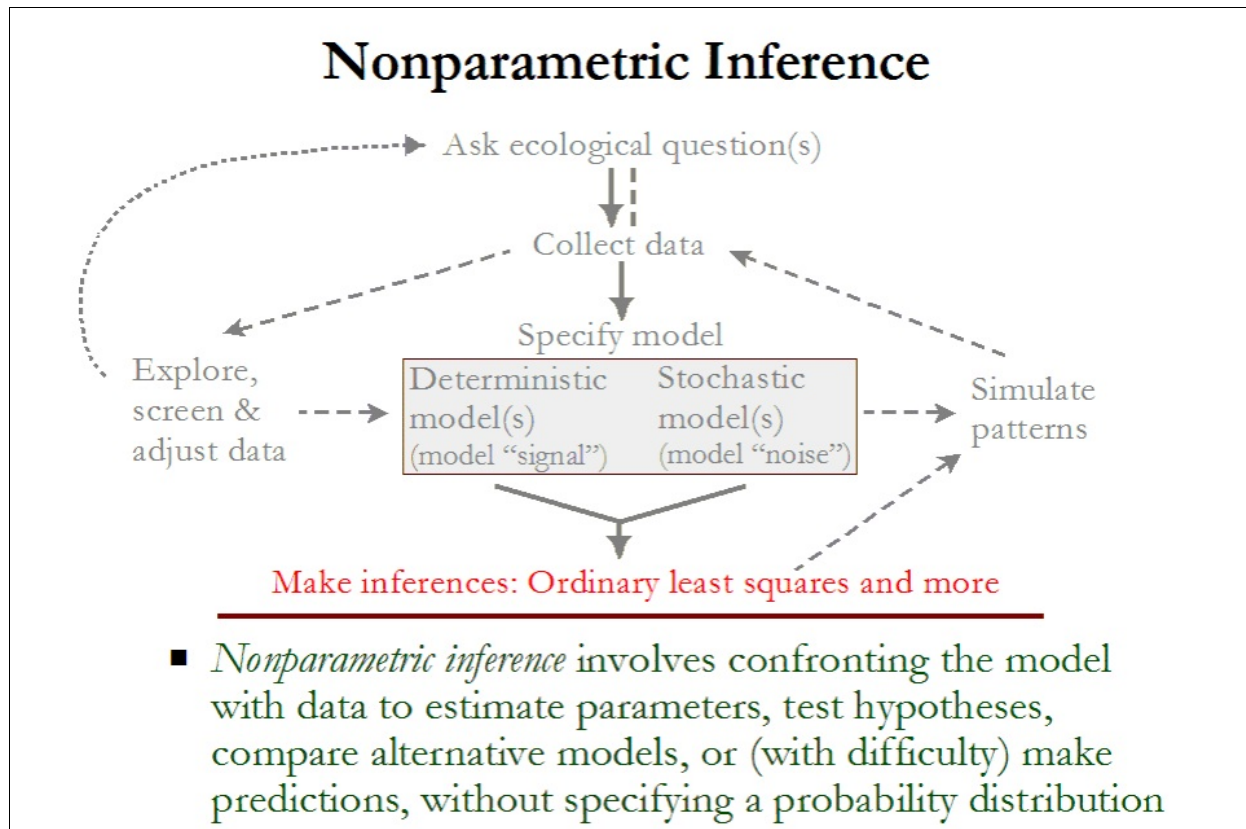 Nonparametric Inference
Ask ecological question(s)
Collect data
Specify model
Explore,
screen &
adjust data
Deterministic
model(s)
(model “signal”)
Stochastic
model(s)
(model “noise”)
Simulate
patterns
Make inferences: Ordinary least squares and more
■ Nonparametric inference involves confronting the model
with data to estimate parameters, test hypotheses,
compare alternative models, or (with difficulty) make
predictions, without specifying a probability distribution